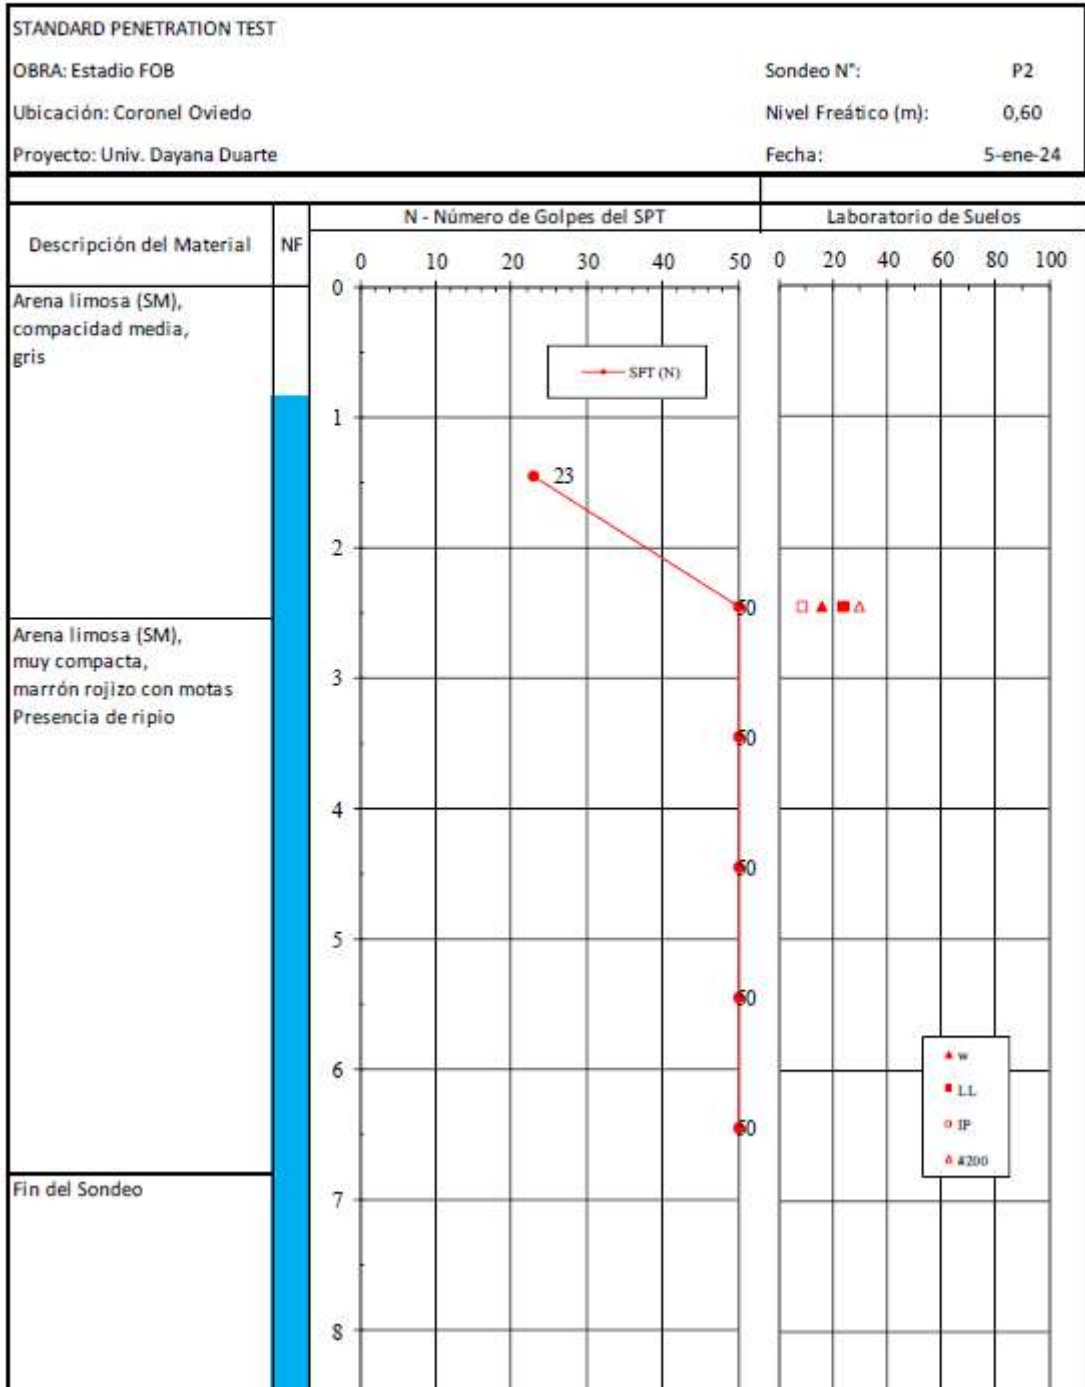 STANDARD PENETRATION TEST
OBRA: Estadio FOB
Sondeo N°: P2
Ubicación: Coronel Oviedo
Nivel Freático (m): 0,60
Proyecto: Univ. Dayana Duarte
Fecha: 5-ene-24
Descripción del Material
NF
N - Número de Golpes del SPT
Laboratorio de Suelos
0 10 20 30 40 50
0 20 40 60 80 100
0
Arena limosa (SM),
compacidad media,
gris
SPT (N)
1
23
2
50
Arena limosa (SM),
muy compacta,
marrón rojizo con motas
Presencia de ripio
3
50
4
50
5
50
6
50
w
LL
IP
#200
Fin del Sondeo
7
8